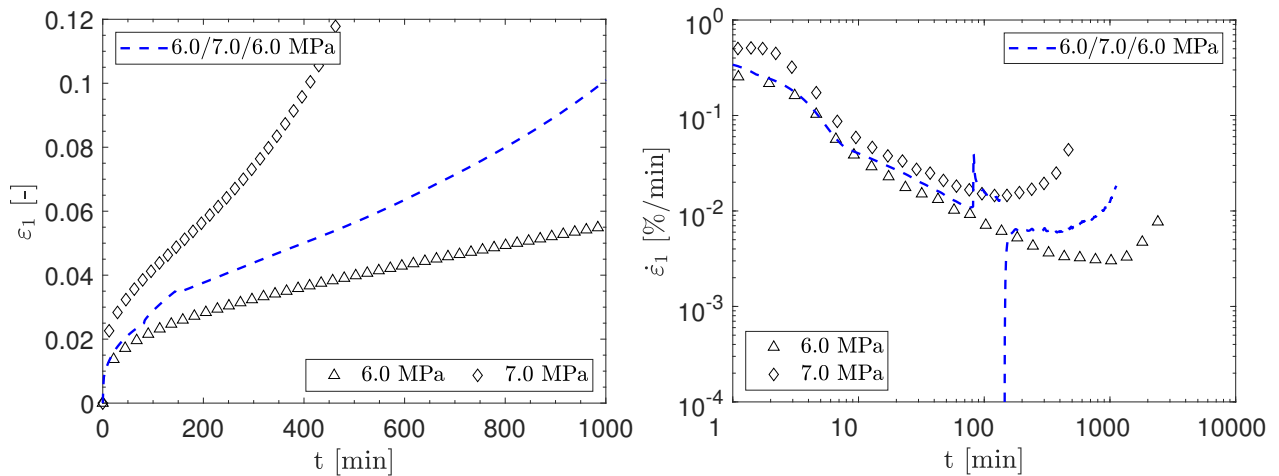 0.12
0.1
0.08
0.06
0.04
0.02
0
ε₁ [-]
6.0/7.0/6.0 MPa
6.0 MPa
7.0 MPa
0 200 400 600 800 1000
t [min]
10⁰
10⁻¹
10⁻²
10⁻³
10⁻⁴
ε̇₁ [%/min]
6.0/7.0/6.0 MPa
6.0 MPa
7.0 MPa
1 10 100 1000 10000
t [min]